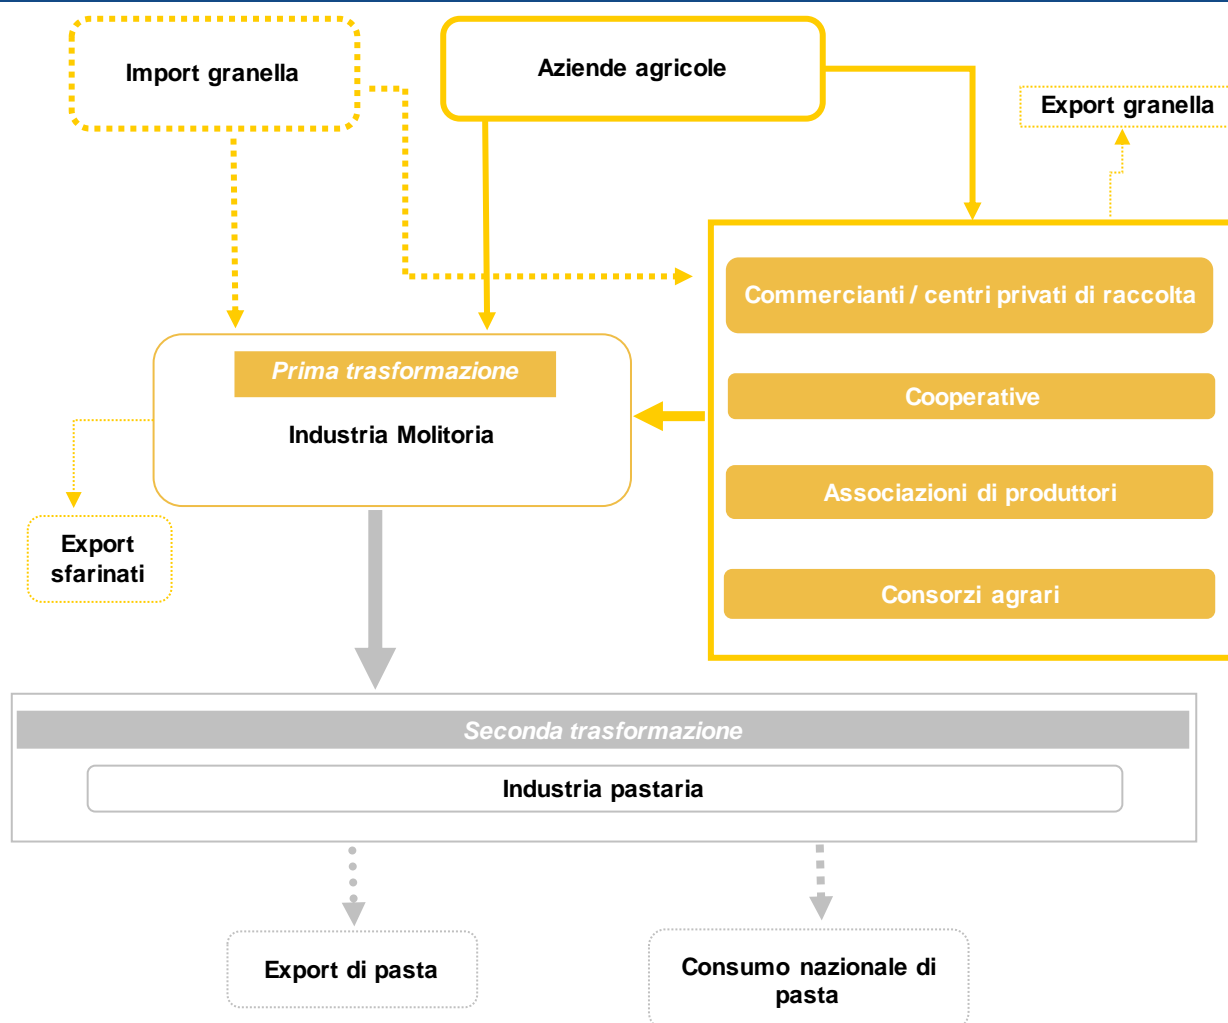 Import granella
Aziende agricole
Export granella
Commercianti / centri privati di raccolta
Prima trasformazione
Cooperative
Industria Molitoria
Associazioni di produttori
Export
sfarinati
Consorzi agrari
Seconda trasformazione
Industria pastaria
Export di pasta
Consumo nazionale di
pasta